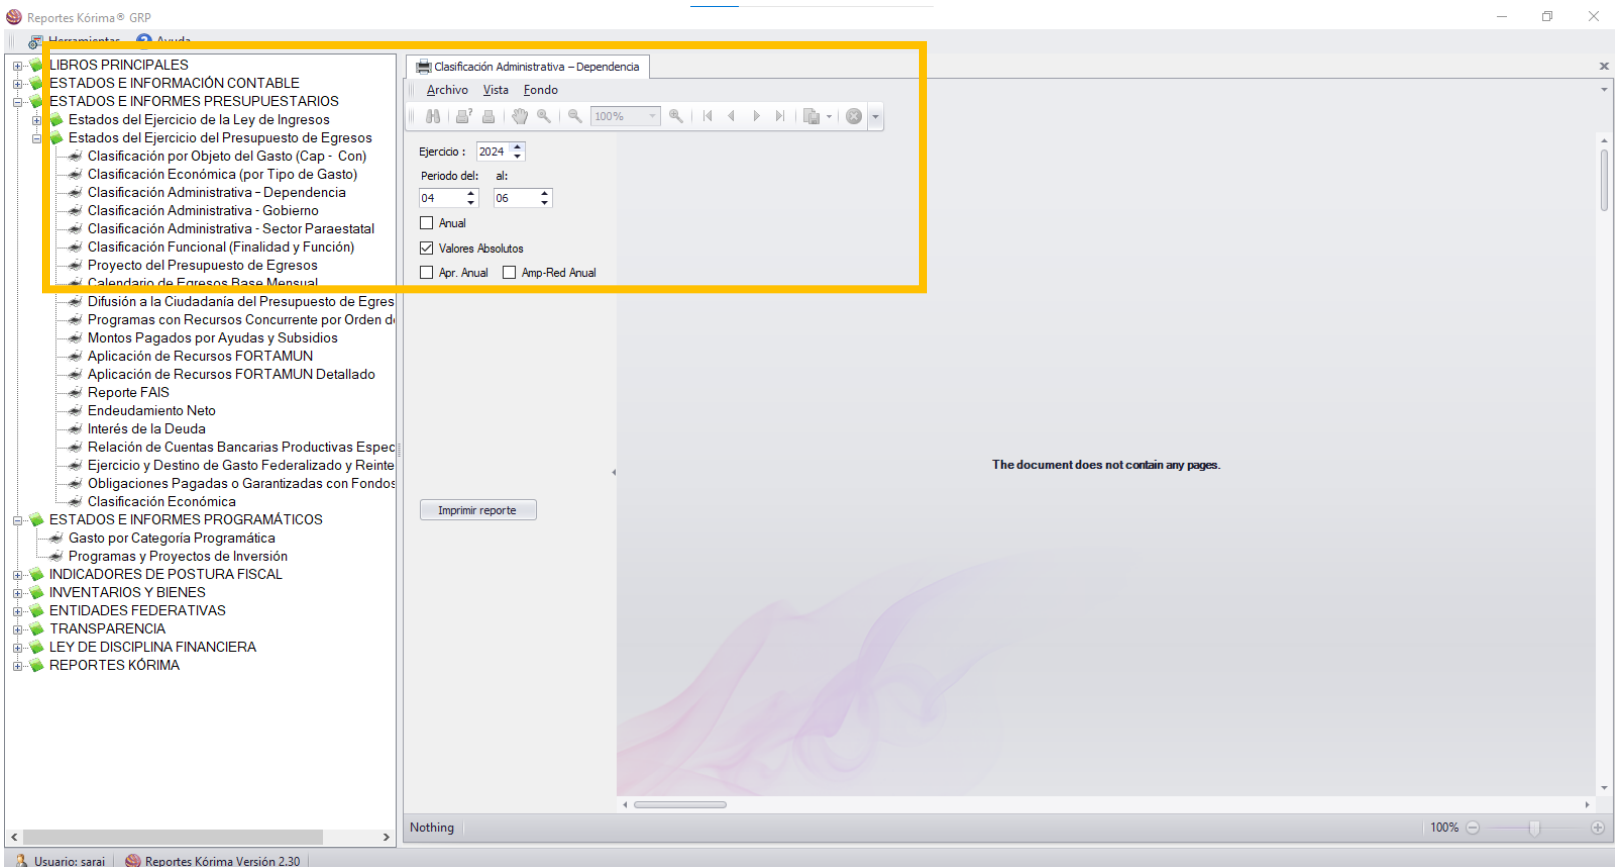 Reportes Kórima® GRP
Herramientas Ayuda
LIBROS PRINCIPALES
ESTADOS E INFORMACIÓN CONTABLE
ESTADOS E INFORMES PRESUPUESTARIOS
Estados del Ejercicio de la Ley de Ingresos
Estados del Ejercicio del Presupuesto de Egresos
Clasificación por Objeto del Gasto (Cap - Con)
Clasificación Económica (por Tipo de Gasto)
Clasificación Administrativa – Dependencia
Clasificación Administrativa - Gobierno
Clasificación Administrativa - Sector Paraestatal
Clasificación Funcional (Finalidad y Función)
Proyecto del Presupuesto de Egresos
Calendario de Egresos Base Mensual
Difusión a la Ciudadanía del Presupuesto de Egres
Programas con Recursos Concurrente por Orden d
Montos Pagados por Ayudas y Subsidios
Aplicación de Recursos FORTAMUN
Aplicación de Recursos FORTAMUN Detallado
Reporte FAIS
Endeudamiento Neto
Interés de la Deuda
Relación de Cuentas Bancarias Productivas Espec
Ejercicio y Destino de Gasto Federalizado y Reinte
Obligaciones Pagadas o Garantizadas con Fondos
Clasificación Económica
ESTADOS E INFORMES PROGRAMÁTICOS
Gasto por Categoría Programática
Programas y Proyectos de Inversión
INDICADORES DE POSTURA FISCAL
INVENTARIOS Y BIENES
ENTIDADES FEDERATIVAS
TRANSPARENCIA
LEY DE DISCIPLINA FINANCIERA
REPORTES KÓRIMA
Clasificación Administrativa – Dependencia
Archivo Vista Fondo
100%
Ejercicio : 2024
Periodo del: al:
04 06
Anual
Valores Absolutos
Apr. Anual Amp-Red Anual
Imprimir reporte
The document does not contain any pages.
Nothing 100%
Usuario: sarai Reportes Kórima Versión 2.30